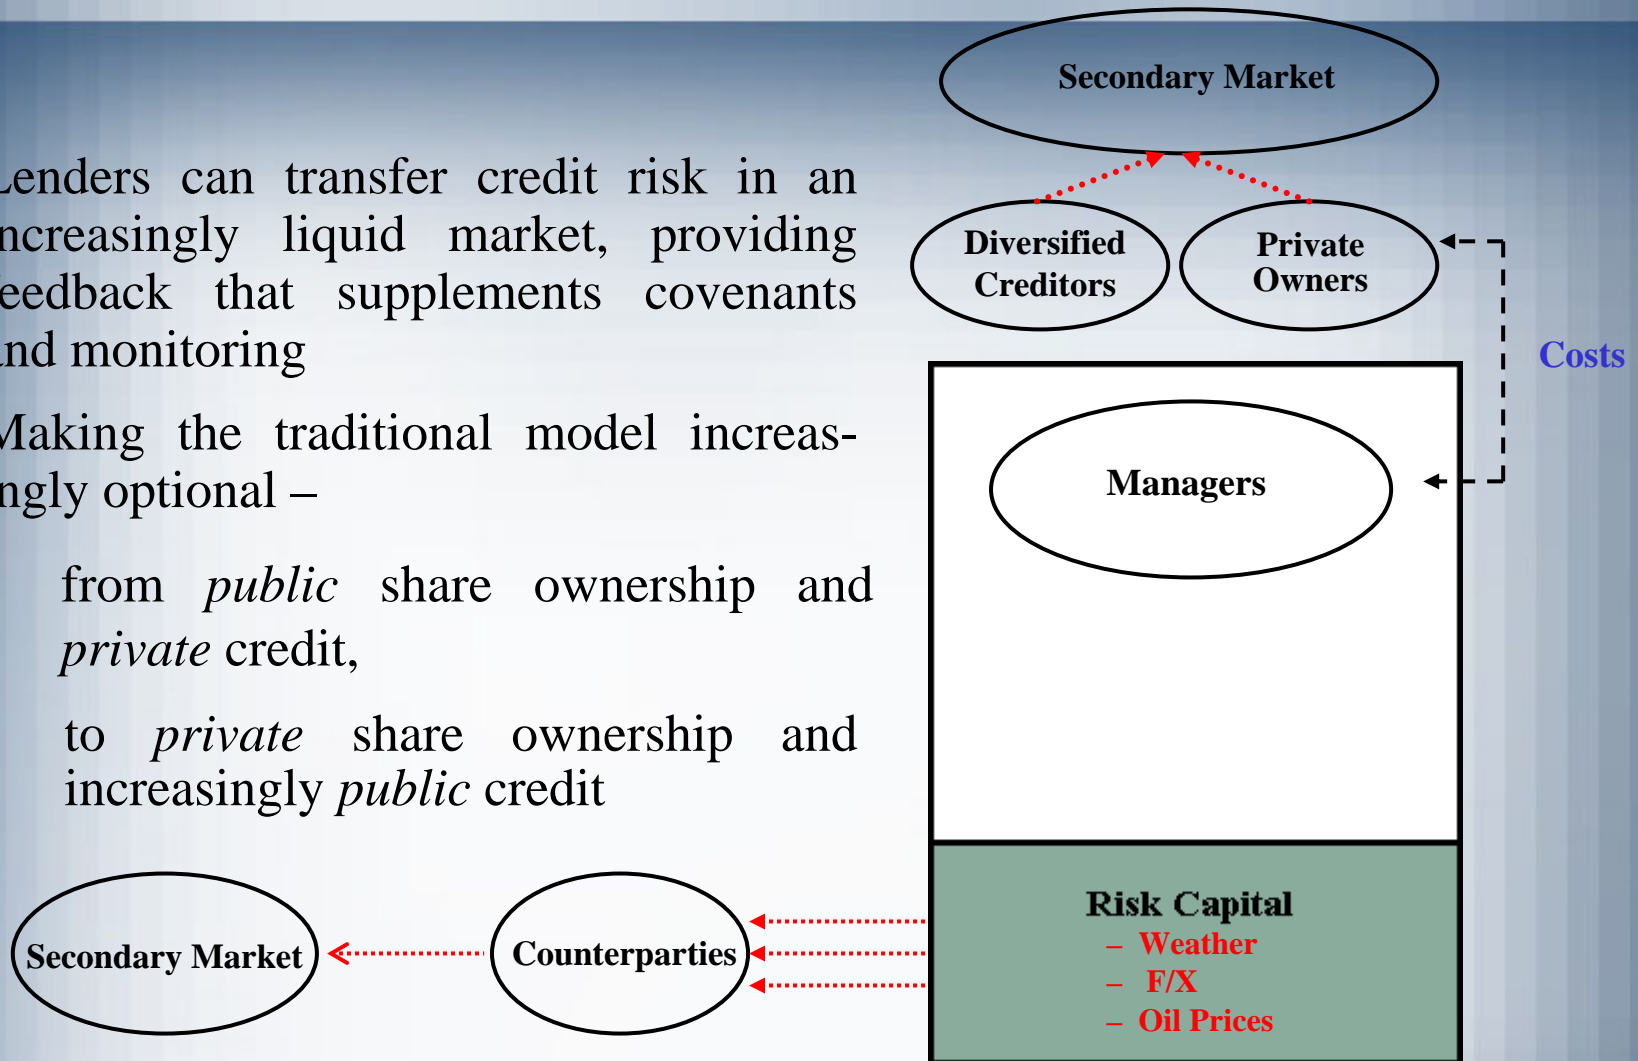 Lenders can transfer credit risk in an
increasingly liquid market, providing
feedback that supplements covenants
and monitoring
Making the traditional model increas-
ingly optional –
from public share ownership and
private credit,
to private share ownership and
increasingly public credit
Secondary Market
Diversified
Creditors
Private
Owners
Costs
Managers
Risk Capital
– Weather
– F/X
– Oil Prices
Counterparties
Secondary Market